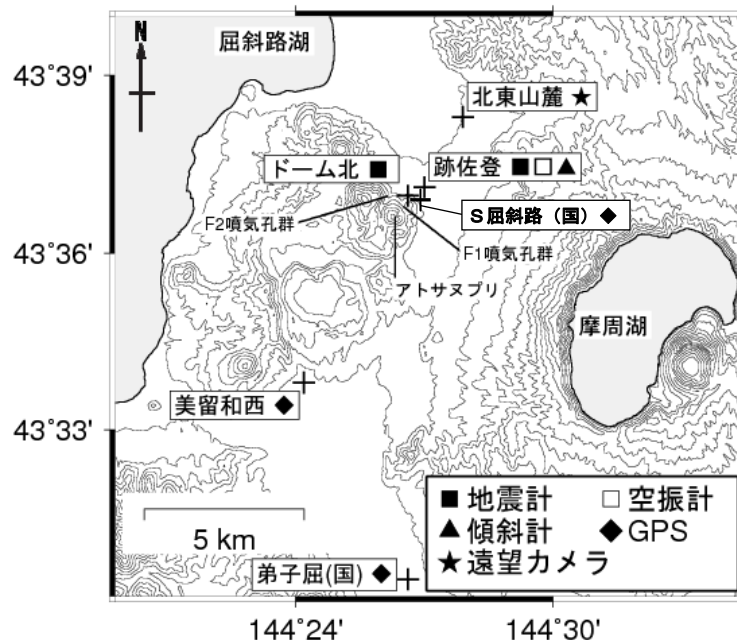 N
屈斜路湖
43°39'
北東山麓 ★
ドーム北 ■
跡佐登 ■□▲
S屈斜路（国）◆
F2噴気孔群
F1噴気孔群
43°36'
アトサヌプリ
摩周湖
美留和西 ◆
43°33'
■ 地震計 □ 空振計
▲ 傾斜計 ◆ GPS
★ 遠望カメラ
5 km
弟子屈(国) ◆
144°24'
144°30'